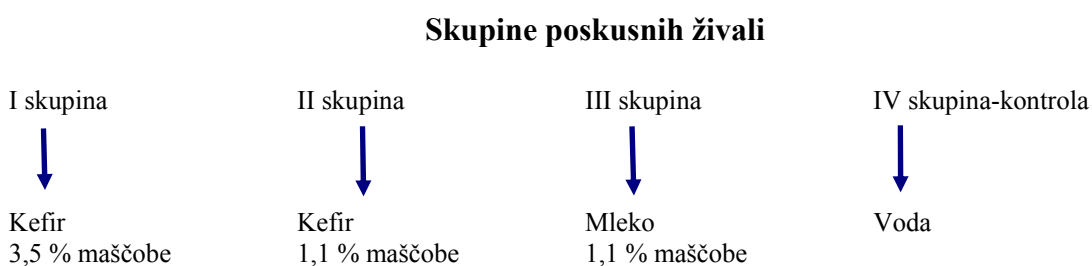 Skupine poskusnih živali
I skupina II skupina III skupina IV skupina-kontrola
Kefir Kefir Mleko Voda
3,5 % maščobe 1,1 % maščobe 1,1 % maščobe